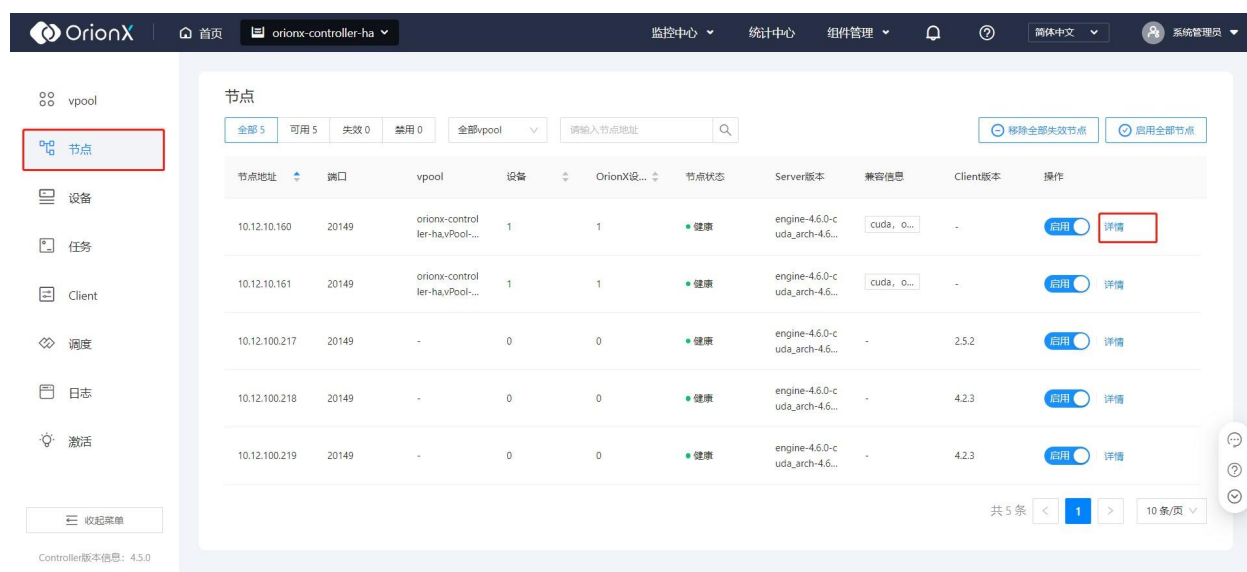 OrionX 首页 orionx-controller-ha 监控中心 统计中心 组件管理 简体中文 系统管理员
vpool
节点
设备
任务
Client
调度
日志
激活
收起菜单
Controller版本信息：4.5.0
节点
全部 5 可用 5 失效 0 禁用 0 全部vpool 请输入节点地址 移除全部失效节点 启用全部节点
节点地址 端口 vpool 设备 OrionX设... 节点状态 Server版本 兼容信息 Client版本 操作
10.12.10.160 20149 orionx-control 1 1 健康 engine-4.6.0-c cuda，o... - 启用 详情
ler-ha,vPool-... uda_arch-4.6...
10.12.10.161 20149 orionx-control 1 1 健康 engine-4.6.0-c cuda，o... - 启用 详情
ler-ha,vPool-... uda_arch-4.6...
10.12.100.217 20149 - 0 0 健康 engine-4.6.0-c - 2.5.2 启用 详情
uda_arch-4.6...
10.12.100.218 20149 - 0 0 健康 engine-4.6.0-c - 4.2.3 启用 详情
uda_arch-4.6...
10.12.100.219 20149 - 0 0 健康 engine-4.6.0-c - 4.2.3 启用 详情
uda_arch-4.6...
共 5 条 < 1 > 10 条/页